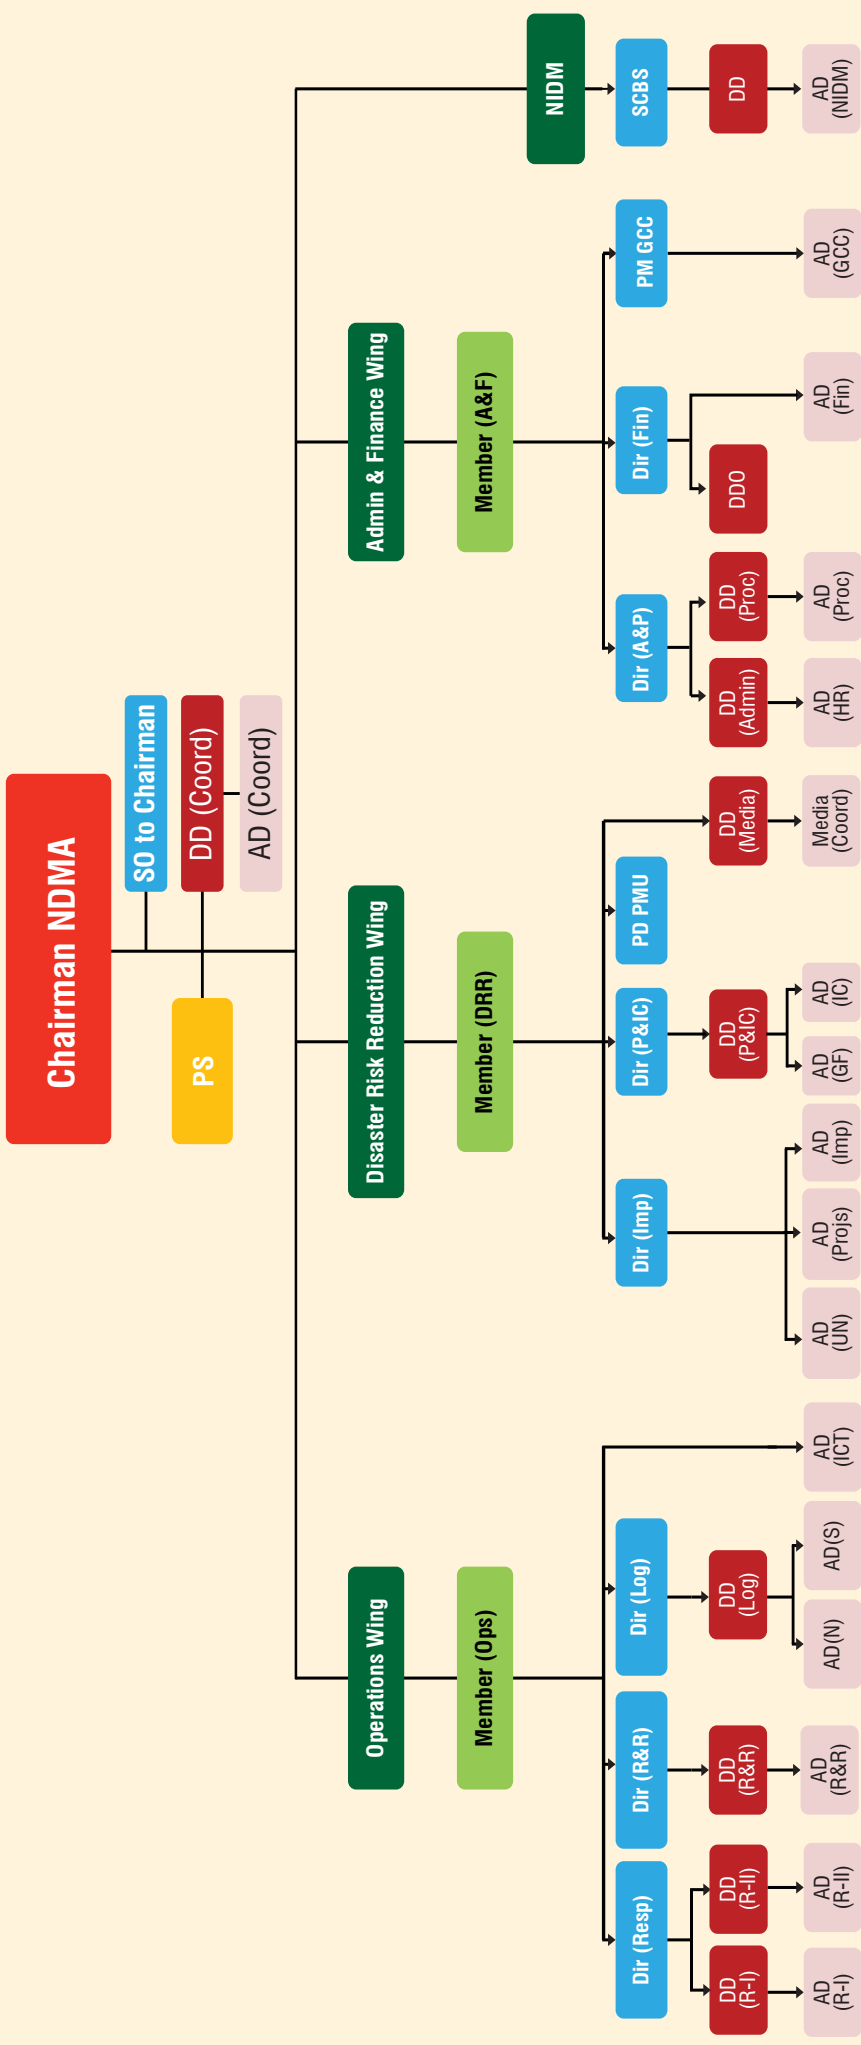 Chairman NDMA
SO to Chairman
PS
DD (Coord)
AD (Coord)
Operations Wing
Disaster Risk Reduction Wing
Admin & Finance Wing
NIDM
Member (Ops)
Member (DRR)
Member (A&F)
Dir (Resp)
Dir (R&R)
Dir (Log)
Dir (Imp)
Dir (P&IC)
PD PMU
Dir (A&P)
Dir (Fin)
PM GCC
SCBS
DD
(R-I)
DD
(R-II)
DD
(R&R)
DD
(Log)
DD
(P&IC)
DD
(Media)
DD
(Admin)
DD
(Proc)
DDO
DD
AD
(R-I)
AD
(R-II)
AD
(R&R)
AD(N)
AD(S)
AD
(ICT)
AD
(UN)
AD
(Projs)
AD
(Imp)
AD
(GF)
AD
(IC)
Media
(Coord)
AD
(HR)
AD
(Proc)
AD
(Fin)
AD
(GCC)
AD
(NIDM)